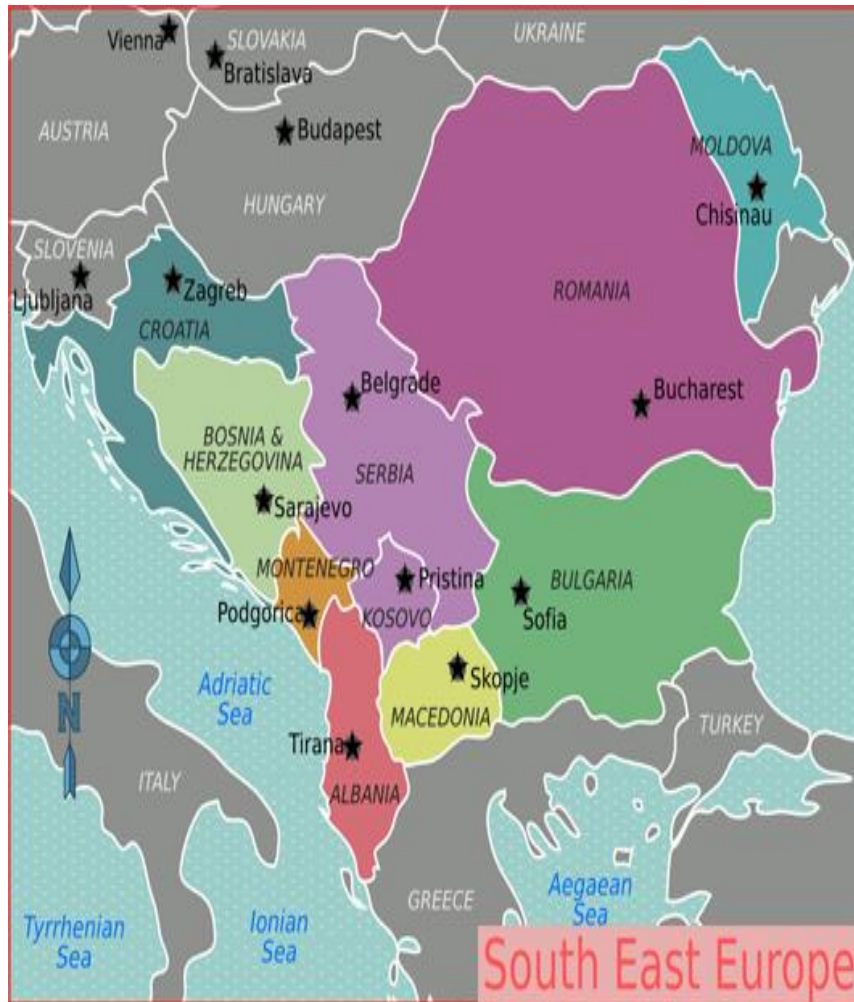 Vienna
SLOVAKIA
UKRAINE
Bratislava
AUSTRIA
Budapest
MOLDOVA
HUNGARY
Chisinau
SLOVENIA
Ljubljana
Zagreb
ROMANIA
CROATIA
Belgrade
Bucharest
BOSNIA &
HERZEGOVINA
SERBIA
Sarajevo
MONTENEGRO
Pristina
BULGARIA
Podgorica
KOSOVO
Sofia
Adriatic
Sea
Skopje
N
MACEDONIA
TURKEY
Tirana
ITALY
ALBANIA
GREECE
Aegaean
Sea
Tyrrhenian
Sea
Ionian
Sea
South East Europe